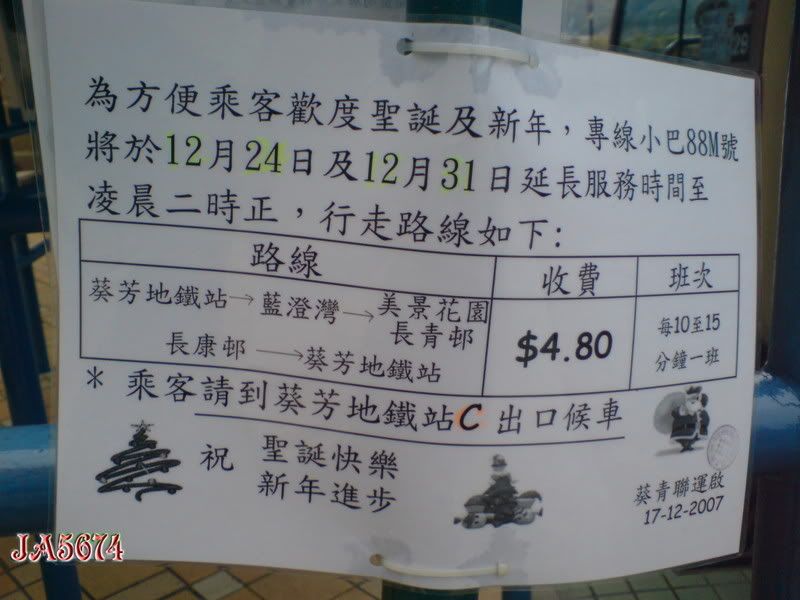 為方便乘客歡度聖誕及新年，專線小巴88M號
將於12月24日及12月31日延長服務時間至
凌晨二時正，行走路線如下:
路線 收費 班次
葵芳地鐵站→藍澄灣→美景花園
長青邨
長康邨→葵芳地鐵站
$4.80
每10至15
分鐘一班
* 乘客請到葵芳地鐵站C出口候車
祝 聖誕快樂
新年進步
葵青聯運啟
17-12-2007
JA5674